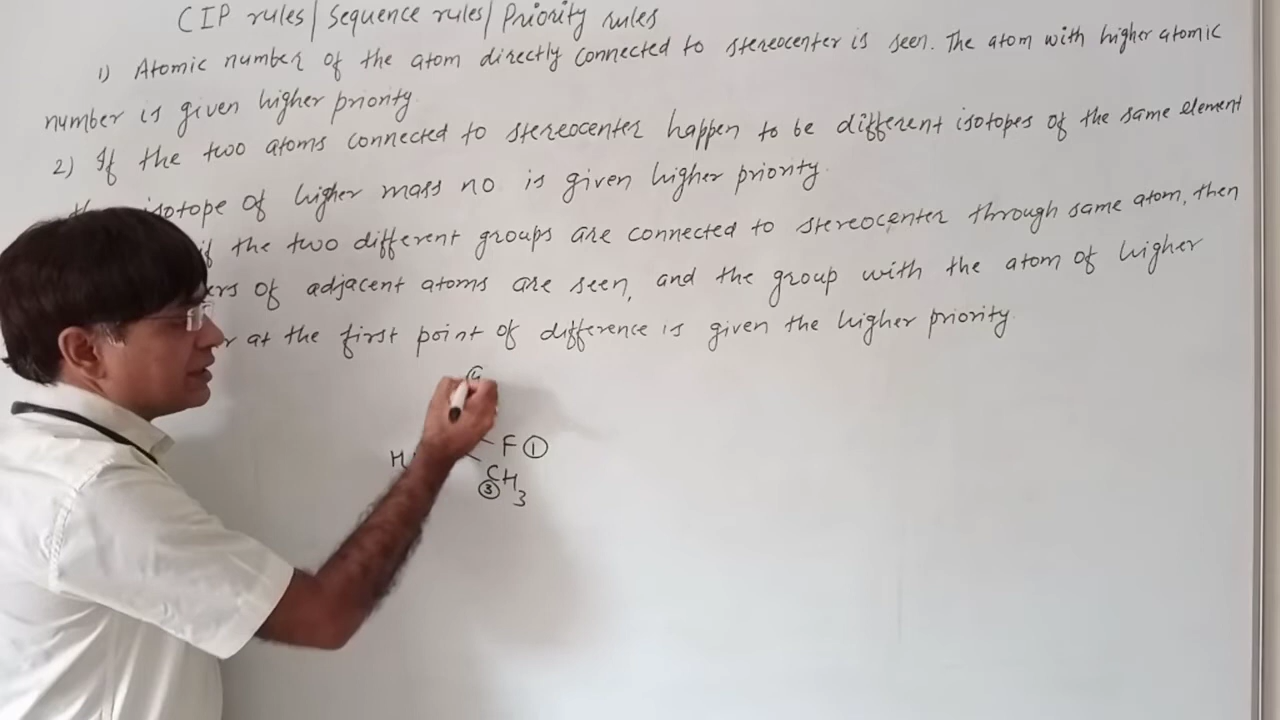 CIP rules/ Sequence rules/ Priority rules
1) Atomic number of the atom directly connected to stereocenter is seen. The atom with higher atomic
number is given higher priority.
2) If the two atoms connected to stereocenter happen to be different isotopes of the same element
isotope of higher mass no is given higher priority.
if the two different groups are connected to stereocenter through same atom, then
of adjacent atoms are seen, and the group with the atom of higher
at the first point of difference is given the higher priority.
F ①
H
CH3
③